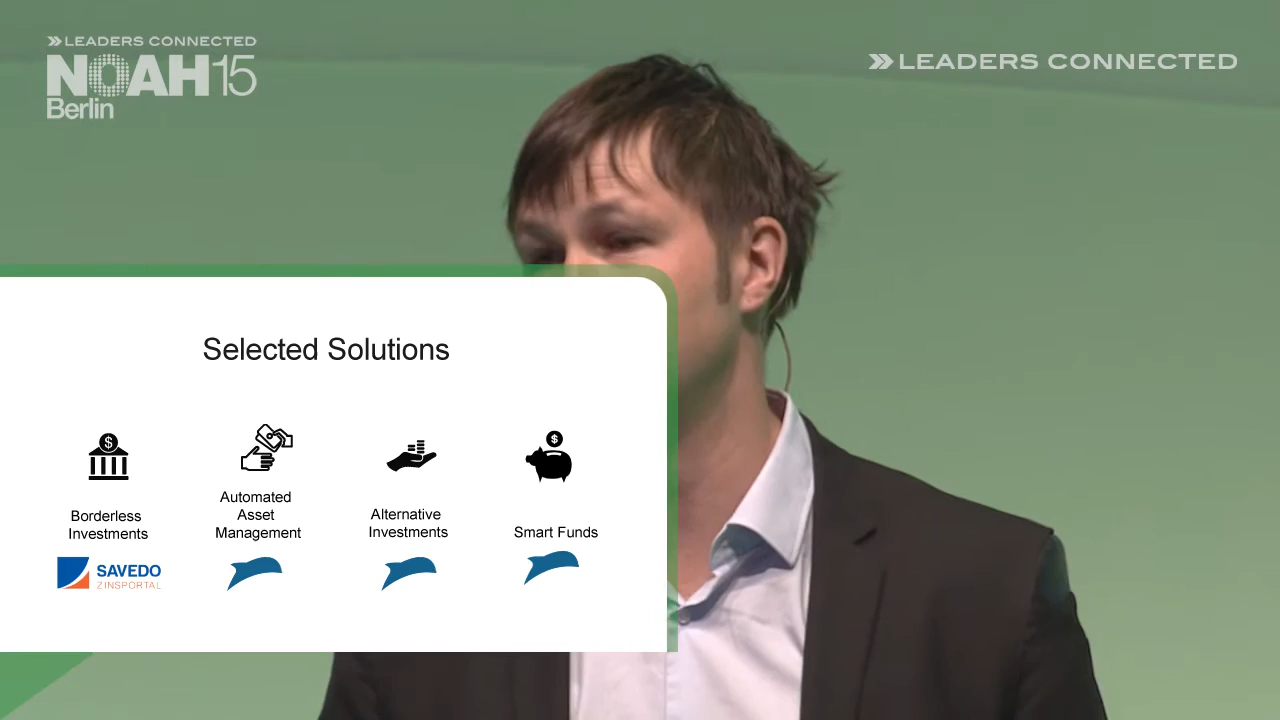 LEADERS CONNECTED
NOAH15
Berlin
LEADERS CONNECTED
Selected Solutions
$
$
Borderless
Investments
Automated
Asset
Management
Alternative
Investments
Smart Funds
SAVEDO
ZINSPORTAL